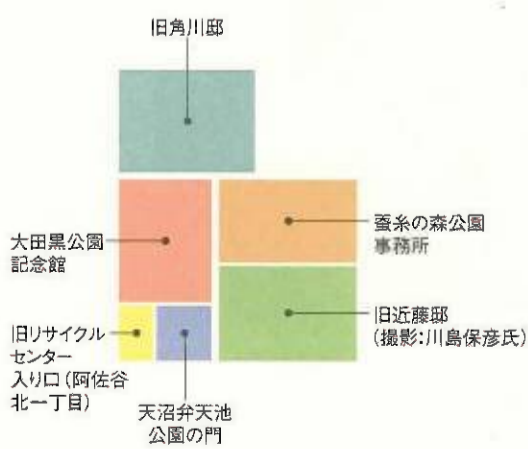 旧角川邸
大田黒公園
記念館
蚕糸の森公園
事務所
旧リサイクル
センター
入り口(阿佐谷
北一丁目)
天沼弁天池
公園の門
旧近藤邸
(撮影:川島保彦氏)